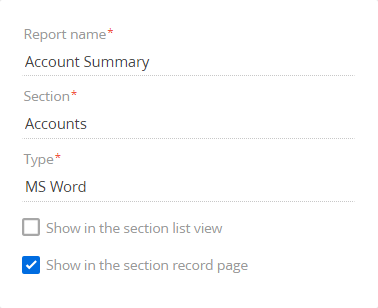 Report name*
Account Summary
Section*
Accounts
Type*
MS Word
Show in the section list view
Show in the section record page